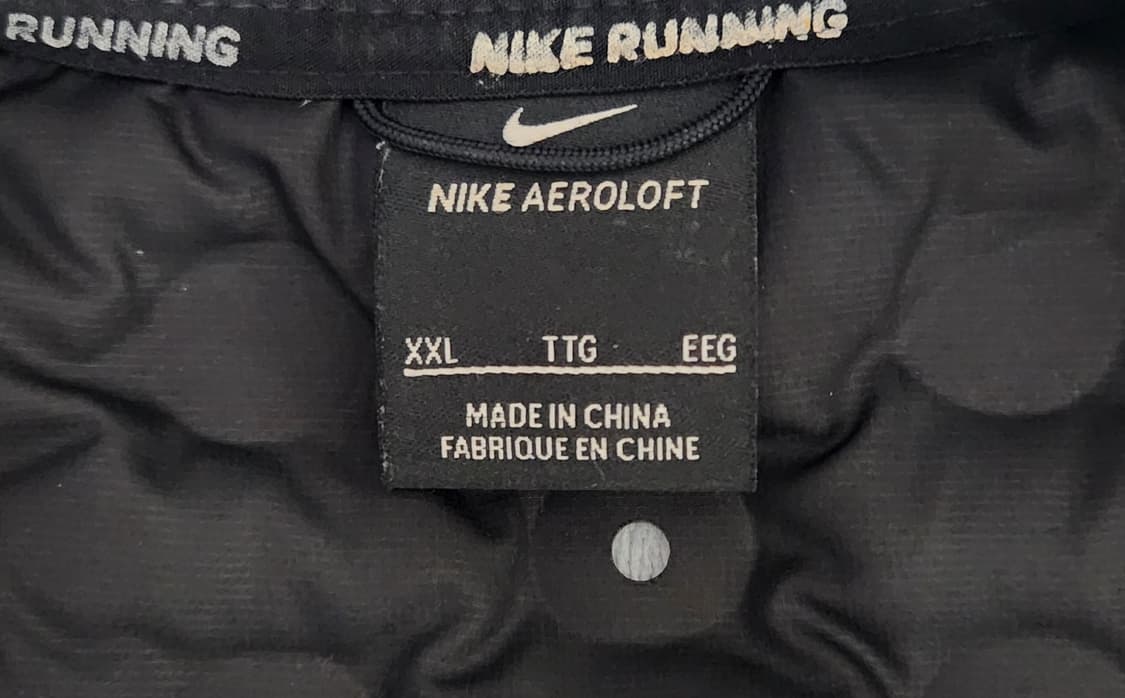 RUNNING NIKE RUNNING
NIKE AEROLOFT
XXL TTG EEG
MADE IN CHINA
FABRIQUE EN CHINE